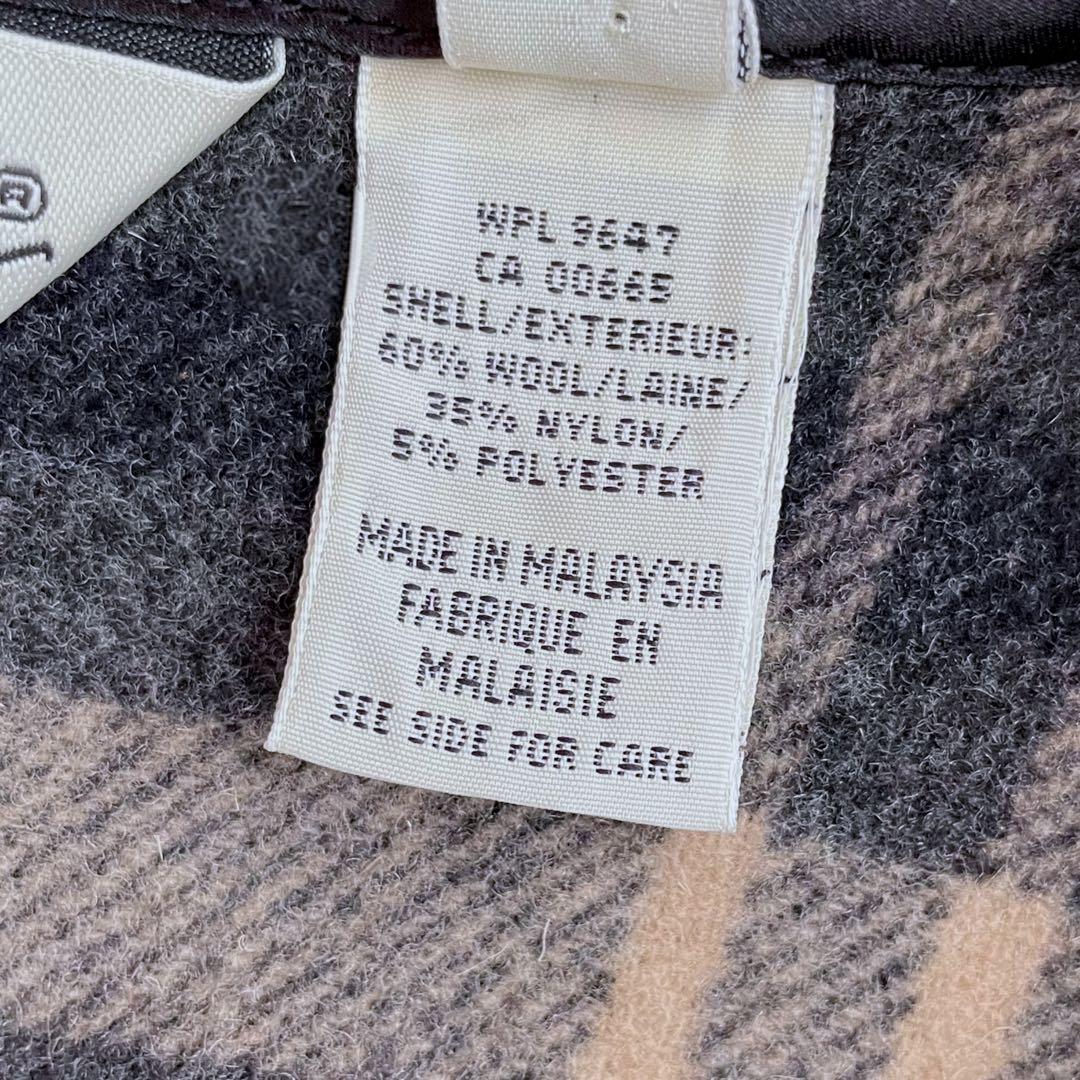 ®
WPL 9647
CA 00665
SHELL/EXTERIEUR:
60% WOOL/LAINE/
35% NYLON/
5% POLYESTER
MADE IN MALAYSIA
FABRIQUE EN
MALAISIE
SEE SIDE FOR CARE